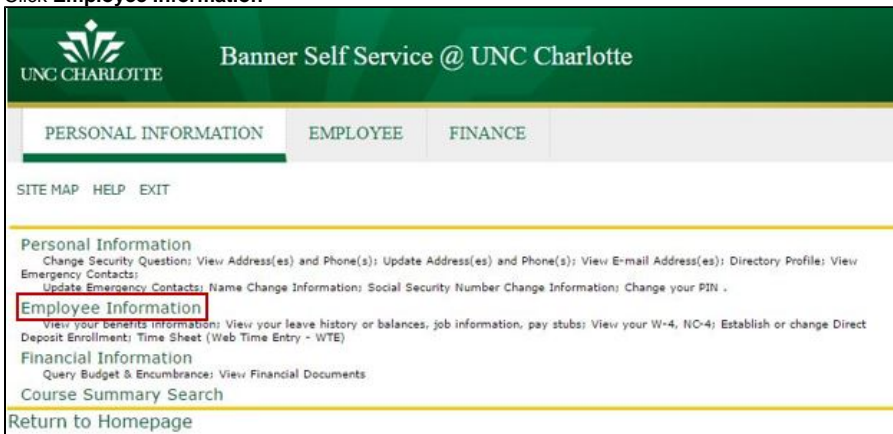 Click Employee Information
UNC CHARLOTTE
Banner Self Service @ UNC Charlotte
PERSONAL INFORMATION EMPLOYEE FINANCE
SITE MAP HELP EXIT
Personal Information
Change Security Question; View Address(es) and Phone(s); Update Address(es) and Phone(s); View E-mail Address(es); Directory Profile; View
Emergency Contacts;
Update Emergency Contacts; Name Change Information; Social Security Number Change Information; Change your PIN .
Employee Information
View your benefits information; View your leave history or balances, job information, pay stubs; View your W-4, NC-4; Establish or change Direct
Deposit Enrollment; Time Sheet (Web Time Entry - WTE)
Financial Information
Query Budget & Encumbrance; View Financial Documents
Course Summary Search
Return to Homepage